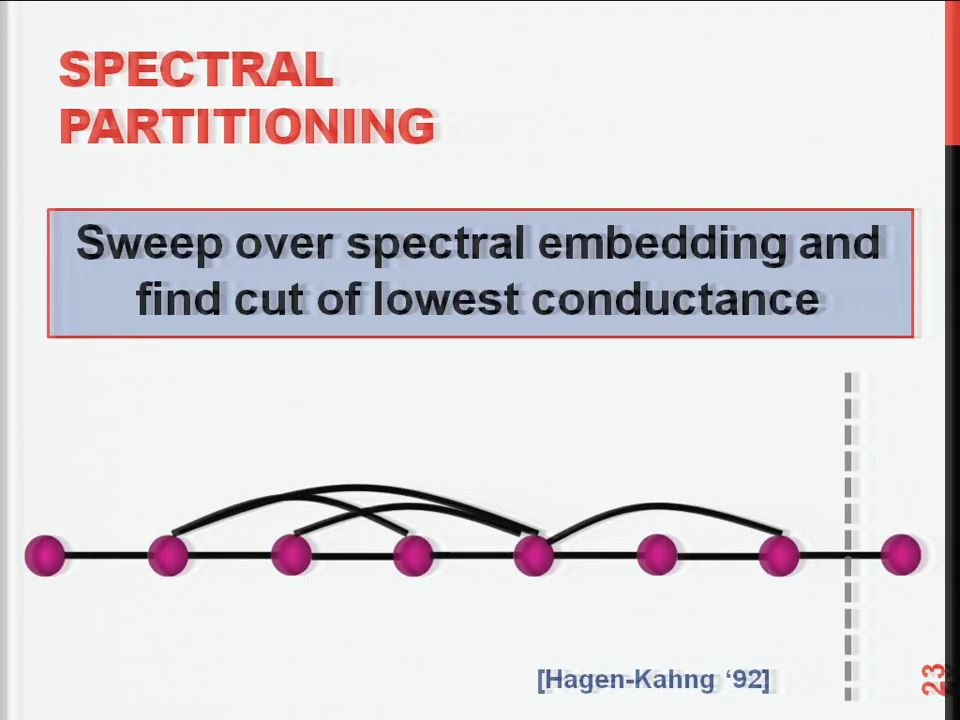 SPECTRAL
PARTITIONING
Sweep over spectral embedding and
find cut of lowest conductance
[Hagen-Kahng ‘92]
23